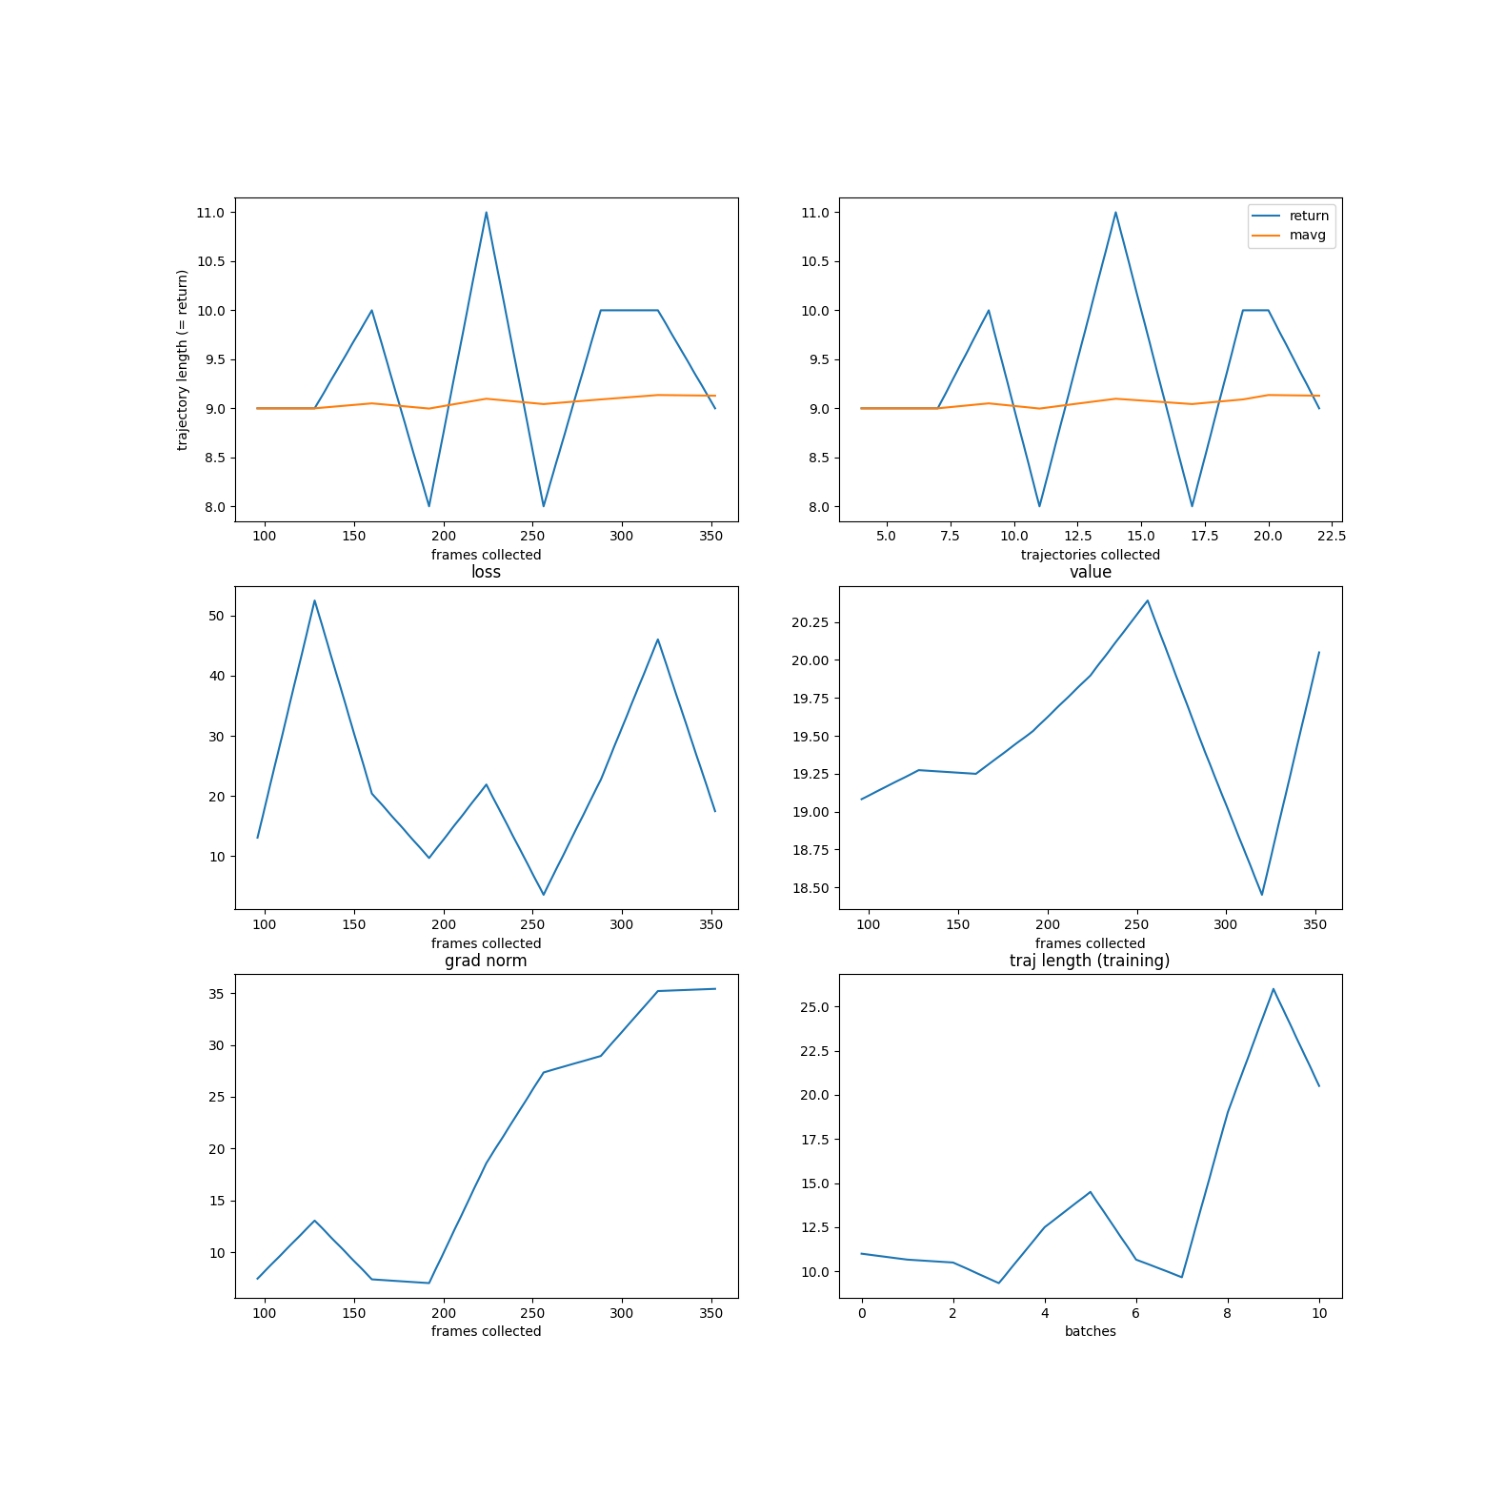 11.0
10.5
10.0
9.5
9.0
8.5
8.0
trajectory length (= return)
100 150 200 250 300 350
frames collected
11.0
10.5
10.0
9.5
9.0
8.5
8.0
return
mavg
5.0 7.5 10.0 12.5 15.0 17.5 20.0 22.5
trajectories collected
loss
50
40
30
20
10
100 150 200 250 300 350
frames collected
value
20.25
20.00
19.75
19.50
19.25
19.00
18.75
18.50
100 150 200 250 300 350
frames collected
grad norm
35
30
25
20
15
10
100 150 200 250 300 350
frames collected
traj length (training)
25.0
22.5
20.0
17.5
15.0
12.5
10.0
0 2 4 6 8 10
batches